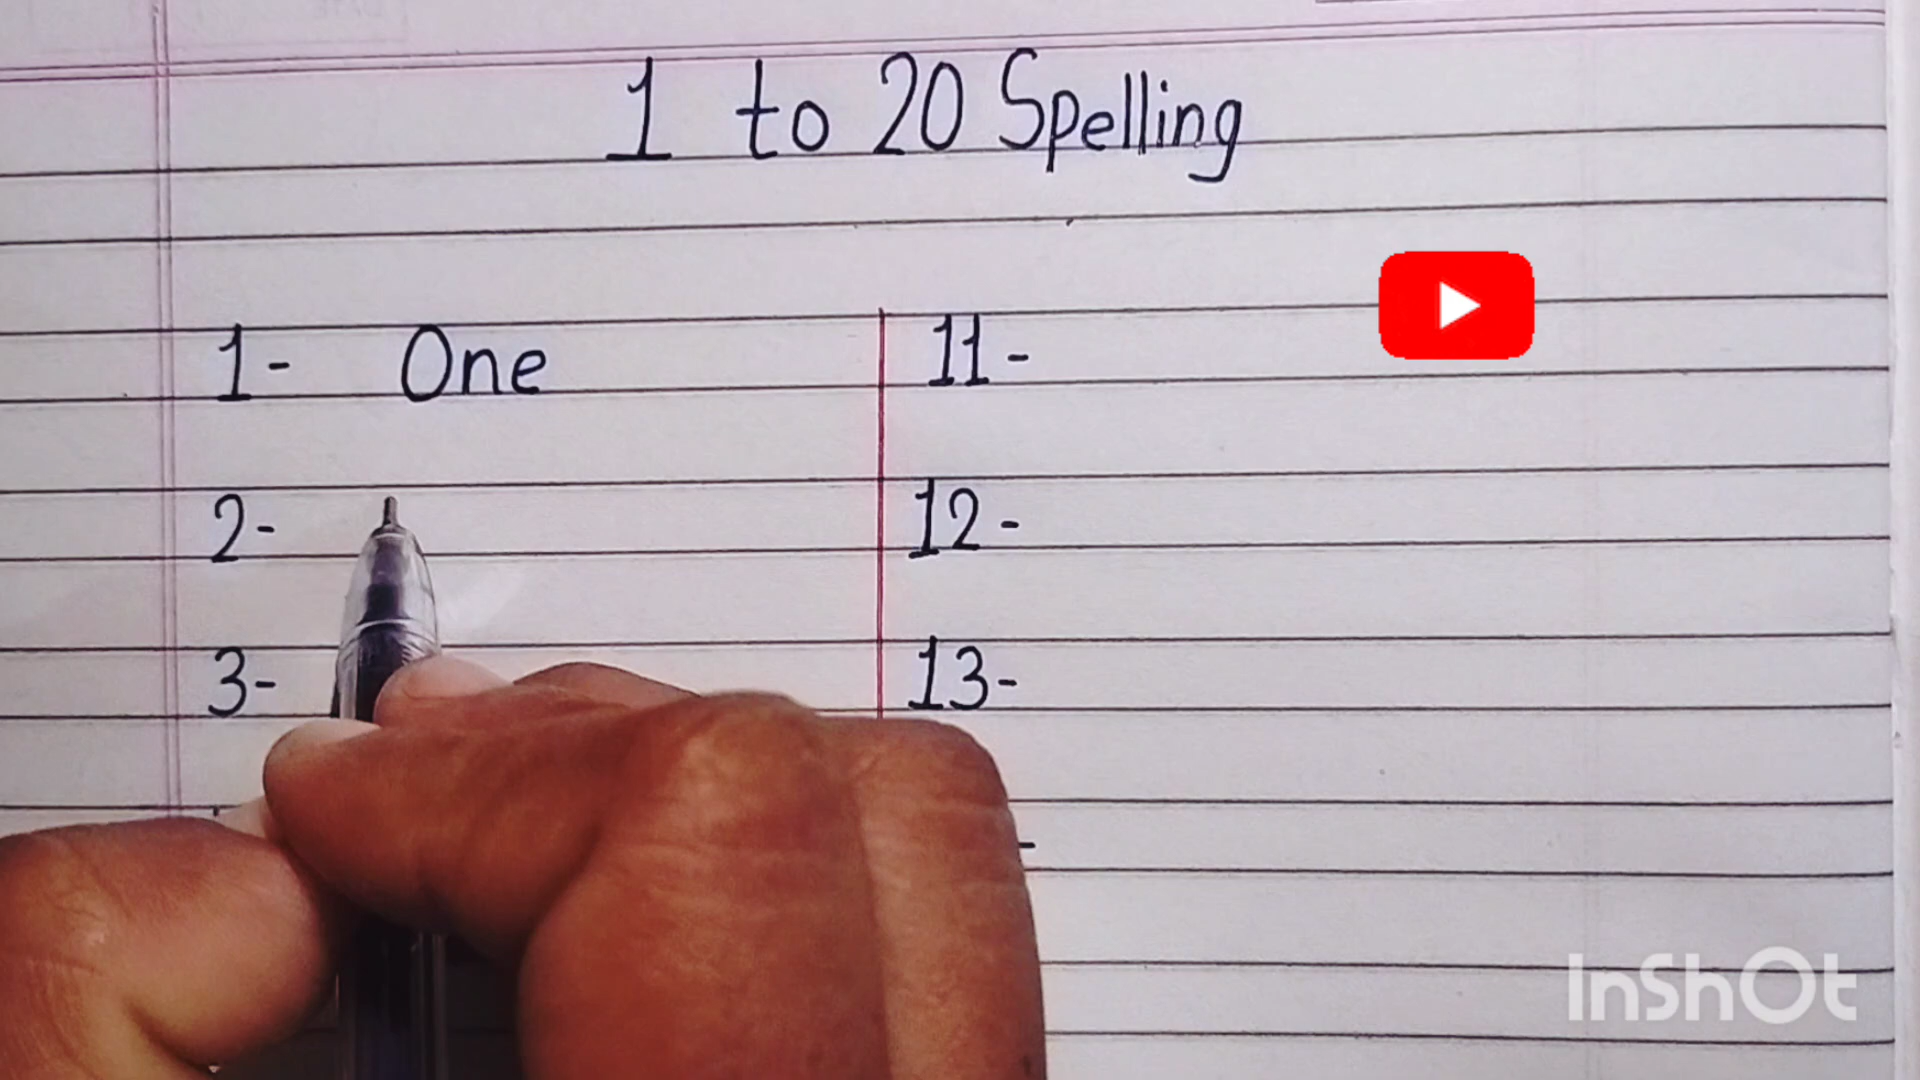 1 to 20 Spelling
1- One
11-
2-
12-
3-
13-
-
InShOt